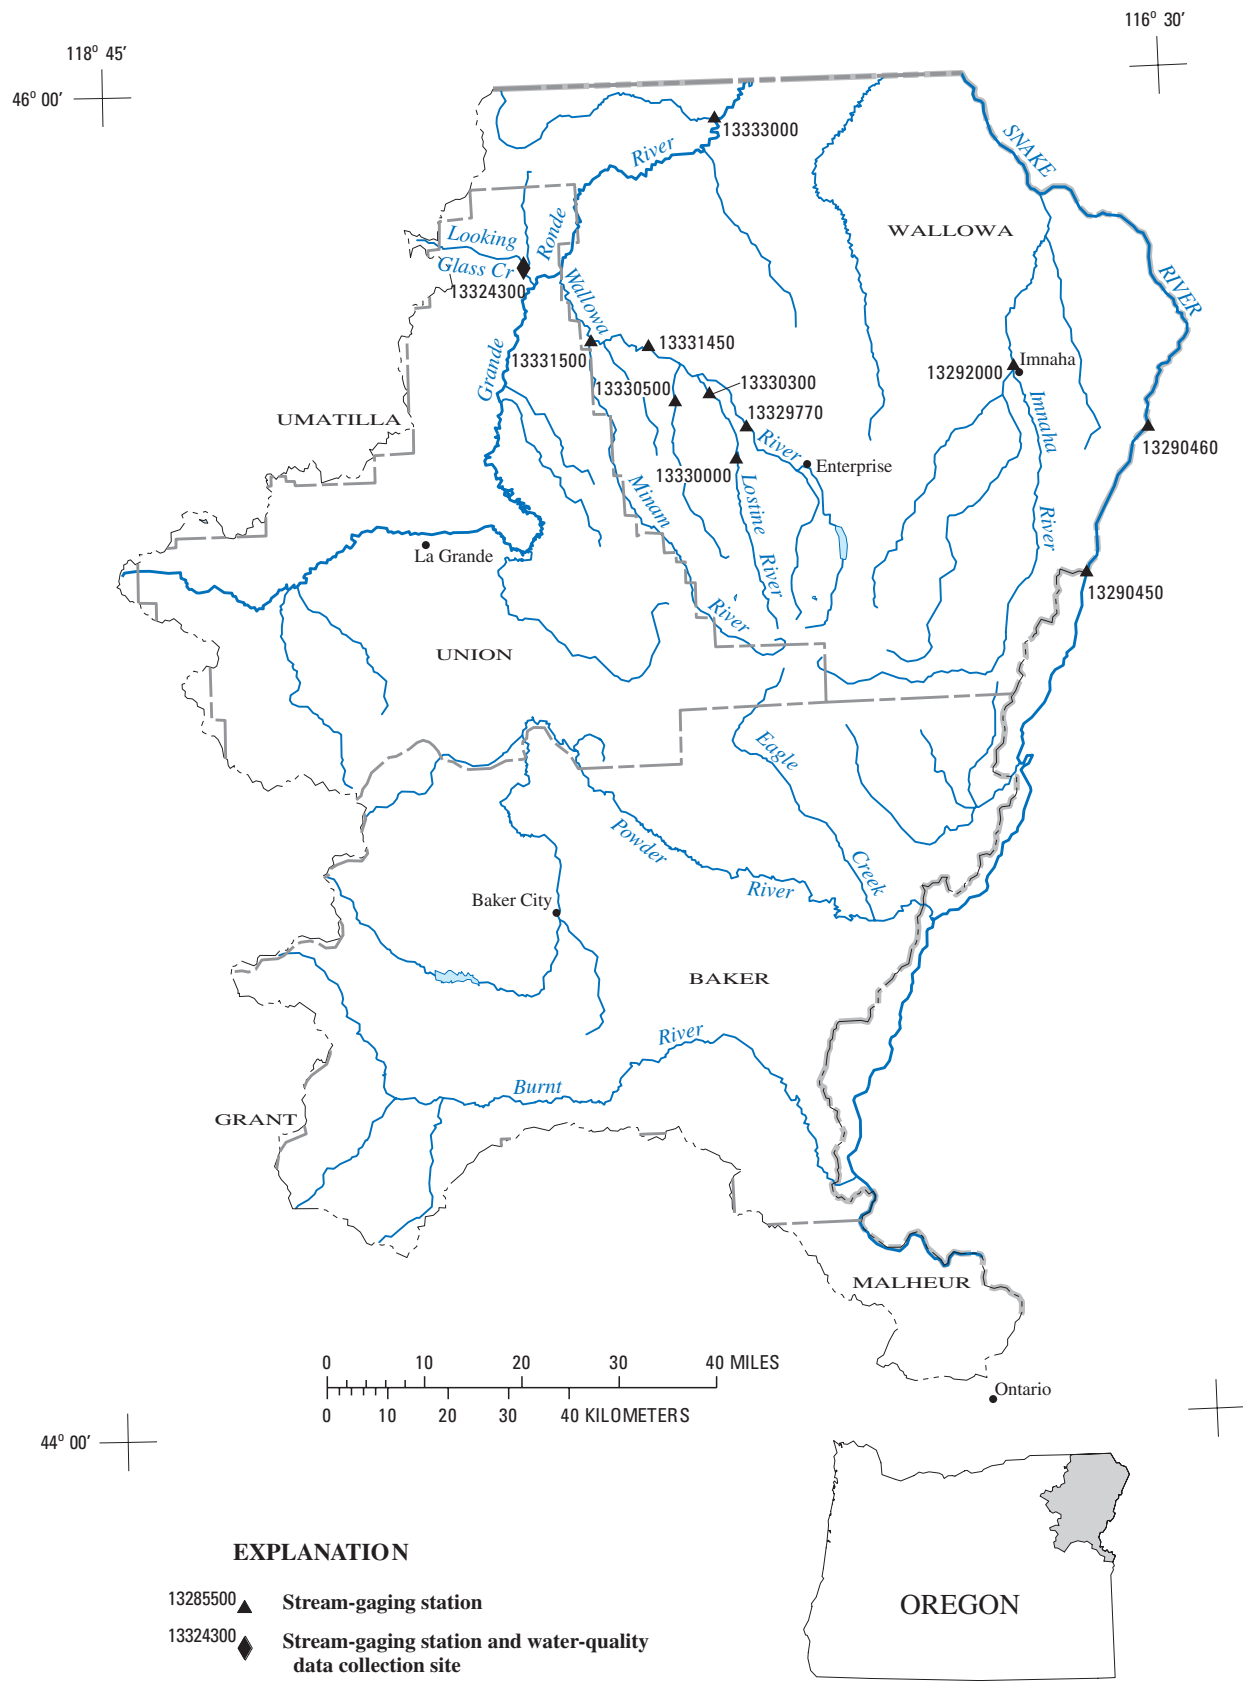 116° 30'
118° 45'
46° 00'
13333000
SNAKE
River
WALLOWA
Looking
Ronde
Glass Cr
13324300
RIVER
Wallowa
13331450
13331500
Grande
13330500
13330300
13329770
13292000
Imnaha
Imnaha
UMATILLA
River
Enterprise
13290460
13330000
Lostine
Minam
River
La Grande
River
13290450
River
UNION
Eagle
Powder
River
Creek
Baker City
BAKER
River
Burnt
GRANT
MALHEUR
0 10 20 30 40 MILES
0 10 20 30 40 KILOMETERS
Ontario
44° 00'
EXPLANATION
13285500 Stream-gaging station
13324300 Stream-gaging station and water-quality
data collection site
OREGON